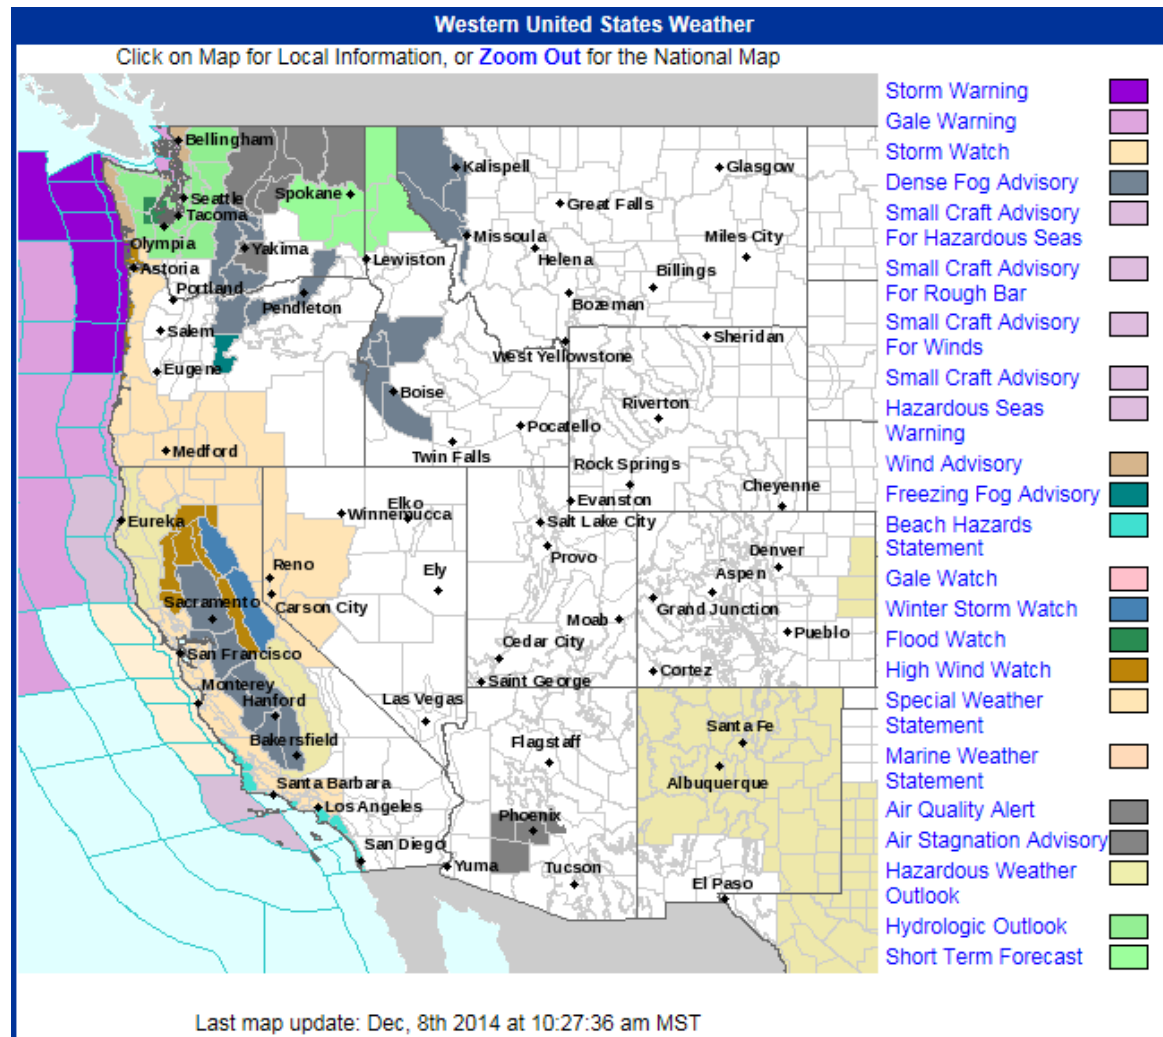 Western United States Weather
Click on Map for Local Information, or Zoom Out for the National Map
Bellingham
Seattle
Tacoma
Olympia
Spokane
Yakima
Astoria
Portland
Pendleton
Lewiston
Salem
Eugene
Medford
Kalispell
Missoula
Great Falls
Helena
Glasgow
Miles City
Billings
Bozeman
West Yellowstone
Sheridan
Boise
Twin Falls
Pocatello
Riverton
Rock Springs
Evanston
Cheyenne
Eureka
Elko
Winnemucca
Reno
Carson City
Ely
Salt Lake City
Provo
Moab
Cedar City
Saint George
Denver
Aspen
Grand Junction
Pueblo
Cortez
Sacramento
San Francisco
Monterey
Hanford
Bakersfield
Las Vegas
Santa Barbara
Los Angeles
San Diego
Yuma
Flagstaff
Phoenix
Tucson
Santa Fe
Albuquerque
El Paso
Storm Warning
Gale Warning
Storm Watch
Dense Fog Advisory
Small Craft Advisory
For Hazardous Seas
Small Craft Advisory
For Rough Bar
Small Craft Advisory
For Winds
Small Craft Advisory
Hazardous Seas
Warning
Wind Advisory
Freezing Fog Advisory
Beach Hazards
Statement
Gale Watch
Winter Storm Watch
Flood Watch
High Wind Watch
Special Weather
Statement
Marine Weather
Statement
Air Quality Alert
Air Stagnation Advisory
Hazardous Weather
Outlook
Hydrologic Outlook
Short Term Forecast
Last map update: Dec, 8th 2014 at 10:27:36 am MST